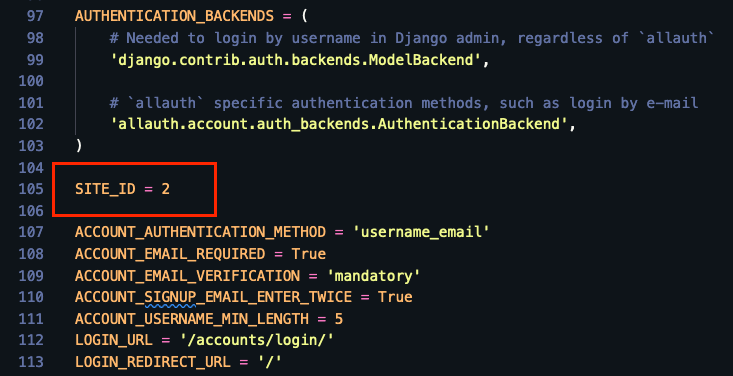 97 AUTHENTICATION_BACKENDS = (
98 # Needed to login by username in Django admin, regardless of `allauth`
99 'django.contrib.auth.backends.ModelBackend',
100
101 # `allauth` specific authentication methods, such as login by e-mail
102 'allauth.account.auth_backends.AuthenticationBackend',
103 )
104
105 SITE_ID = 2
106
107 ACCOUNT_AUTHENTICATION_METHOD = 'username_email'
108 ACCOUNT_EMAIL_REQUIRED = True
109 ACCOUNT_EMAIL_VERIFICATION = 'mandatory'
110 ACCOUNT_SIGNUP_EMAIL_ENTER_TWICE = True
111 ACCOUNT_USERNAME_MIN_LENGTH = 5
112 LOGIN_URL = '/accounts/login/'
113 LOGIN_REDIRECT_URL = '/'